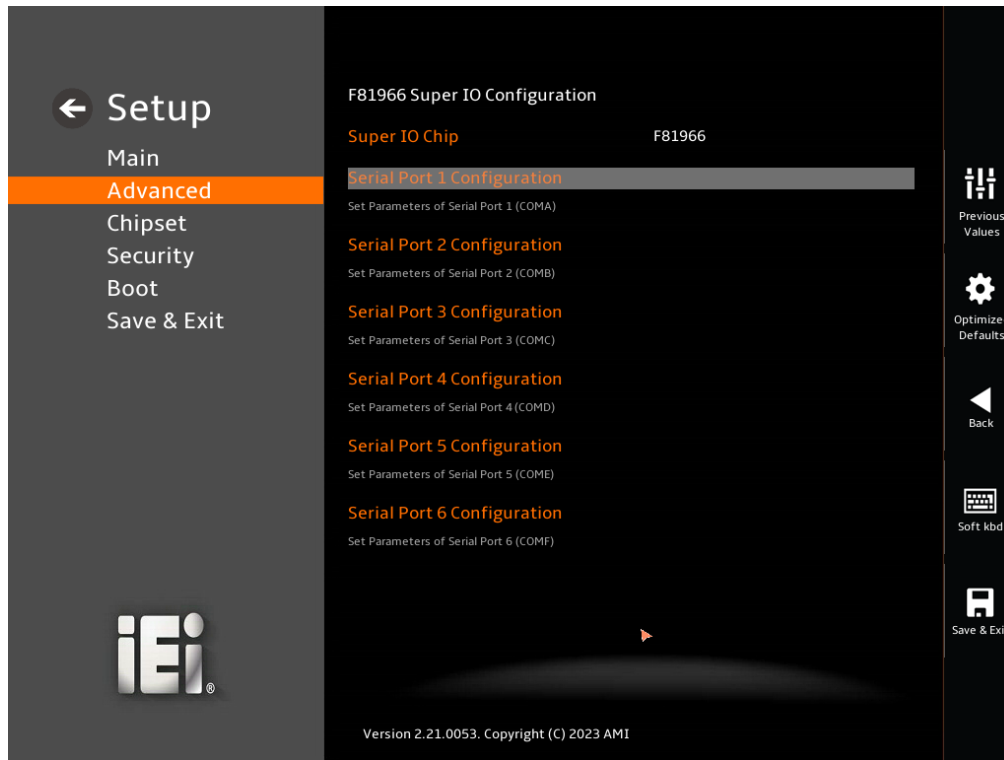 Setup
Main
Advanced
Chipset
Security
Boot
Save & Exit
iEi®
F81966 Super IO Configuration
Super IO Chip F81966
Serial Port 1 Configuration
Set Parameters of Serial Port 1 (COMA)
Serial Port 2 Configuration
Set Parameters of Serial Port 2 (COMB)
Serial Port 3 Configuration
Set Parameters of Serial Port 3 (COMC)
Serial Port 4 Configuration
Set Parameters of Serial Port 4 (COMD)
Serial Port 5 Configuration
Set Parameters of Serial Port 5 (COME)
Serial Port 6 Configuration
Set Parameters of Serial Port 6 (COMF)
Version 2.21.0053. Copyright (C) 2023 AMI
Previous
Values
Optimize
Defaults
Back
Soft kbd
Save & Exi